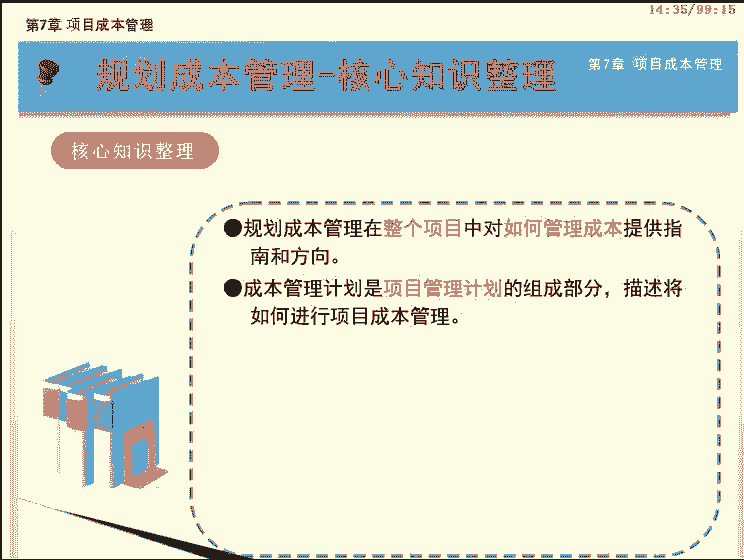 14:35/99:15
第7章 项目成本管理
规划成本管理-核心知识整理
第7章 项目成本管理
核心知识整理
●规划成本管理在整个项目中对如何管理成本提供指
南和方向。
●成本管理计划是项目管理计划的组成部分，描述将
如何进行项目成本管理。